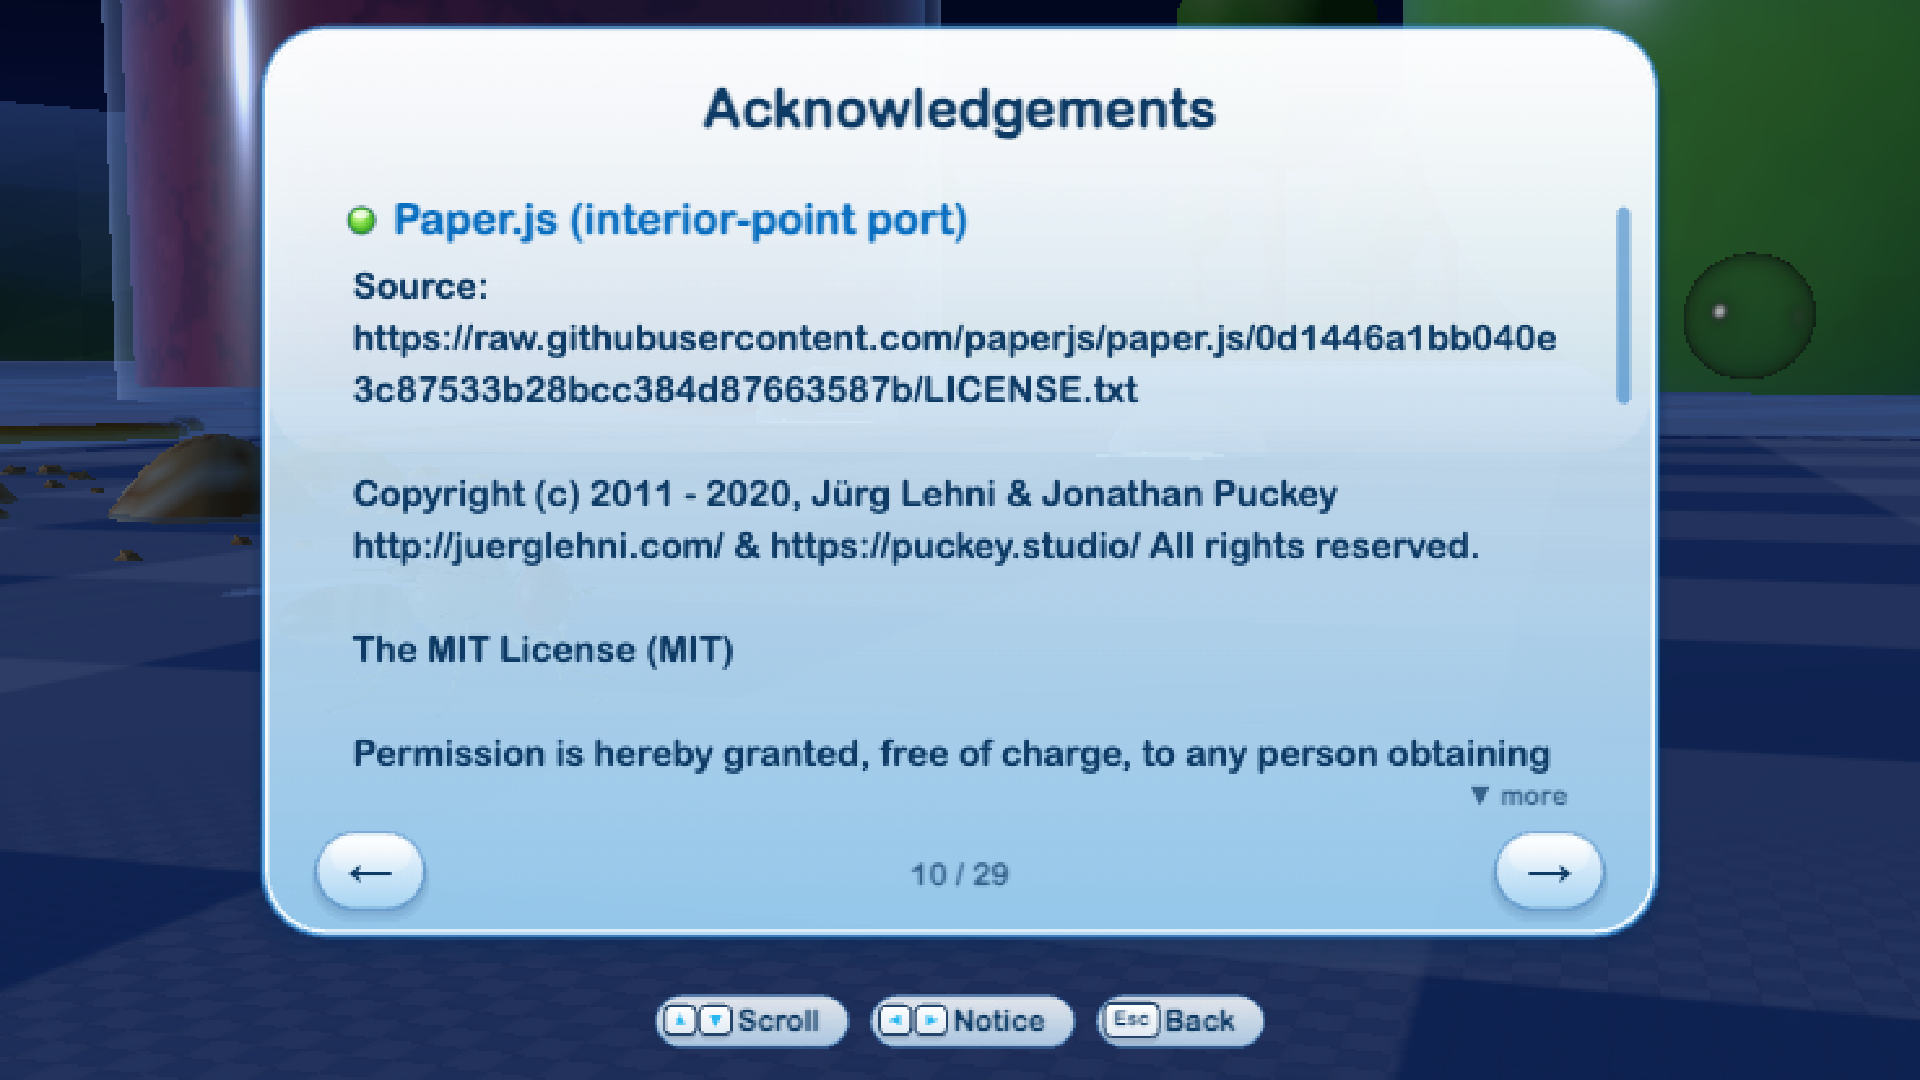 Acknowledgements
Paper.js (interior-point port)
Source:
https://raw.githubusercontent.com/paperjs/paper.js/0d1446a1bb040e
3c87533b28bcc384d87663587b/LICENSE.txt
Copyright (c) 2011 - 2020, Jürg Lehni & Jonathan Puckey
http://juerglehni.com/ & https://puckey.studio/ All rights reserved.
The MIT License (MIT)
Permission is hereby granted, free of charge, to any person obtaining
▼ more
← 10 / 29 →
▲ ▼ Scroll ◀ ▶ Notice Esc Back